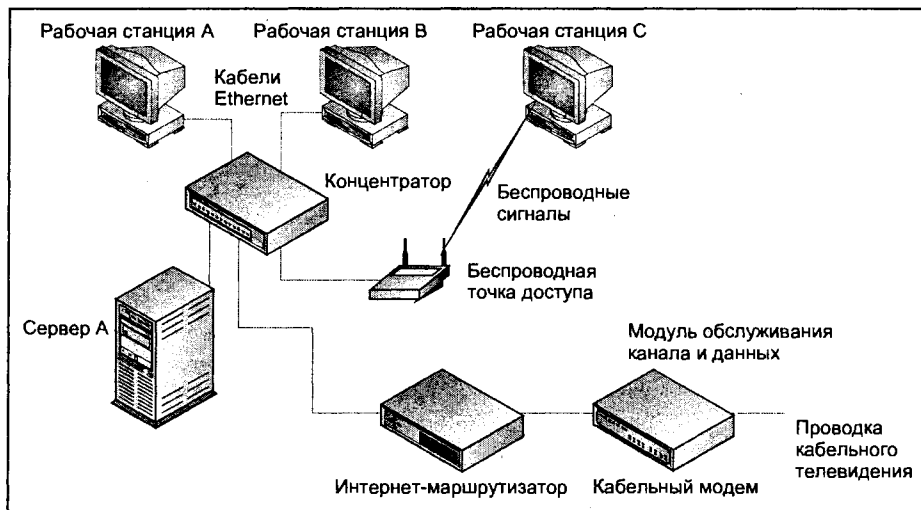 Рабочая станция А
Рабочая станция В
Рабочая станция С
Кабели
Ethernet
Концентратор
Беспроводные
сигналы
Беспроводная
точка доступа
Сервер А
Модуль обслуживания
канала и данных
Проводка
кабельного
телевидения
Интернет-маршрутизатор
Кабельный модем